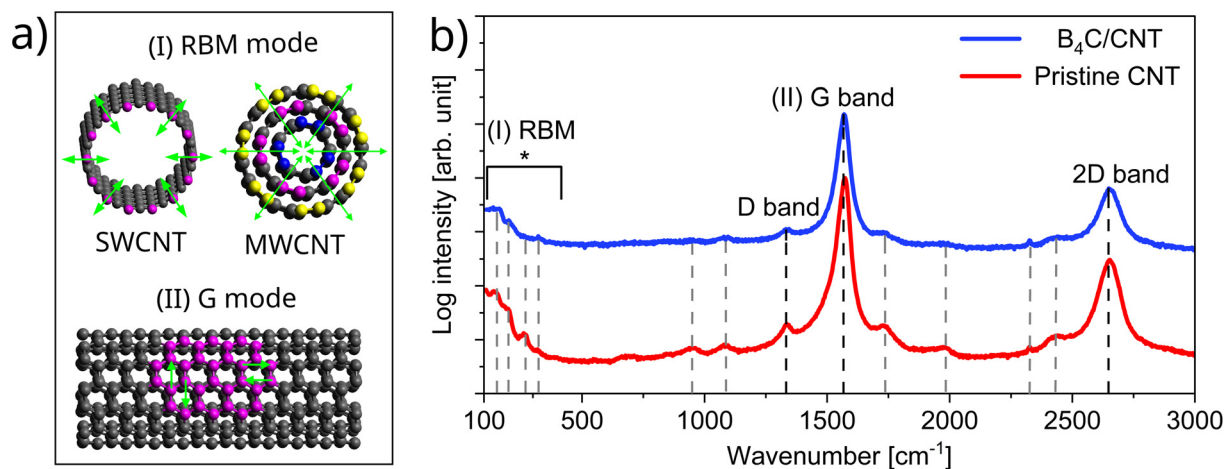 a)
(I) RBM mode
SWCNT
MWCNT
(II) G mode
b)
B₄C/CNT
Pristine CNT
(I) RBM
*
(II) G band
D band
2D band
Log intensity [arb. unit]
100 500 1000 1500 2000 2500 3000
Wavenumber [cm⁻¹]